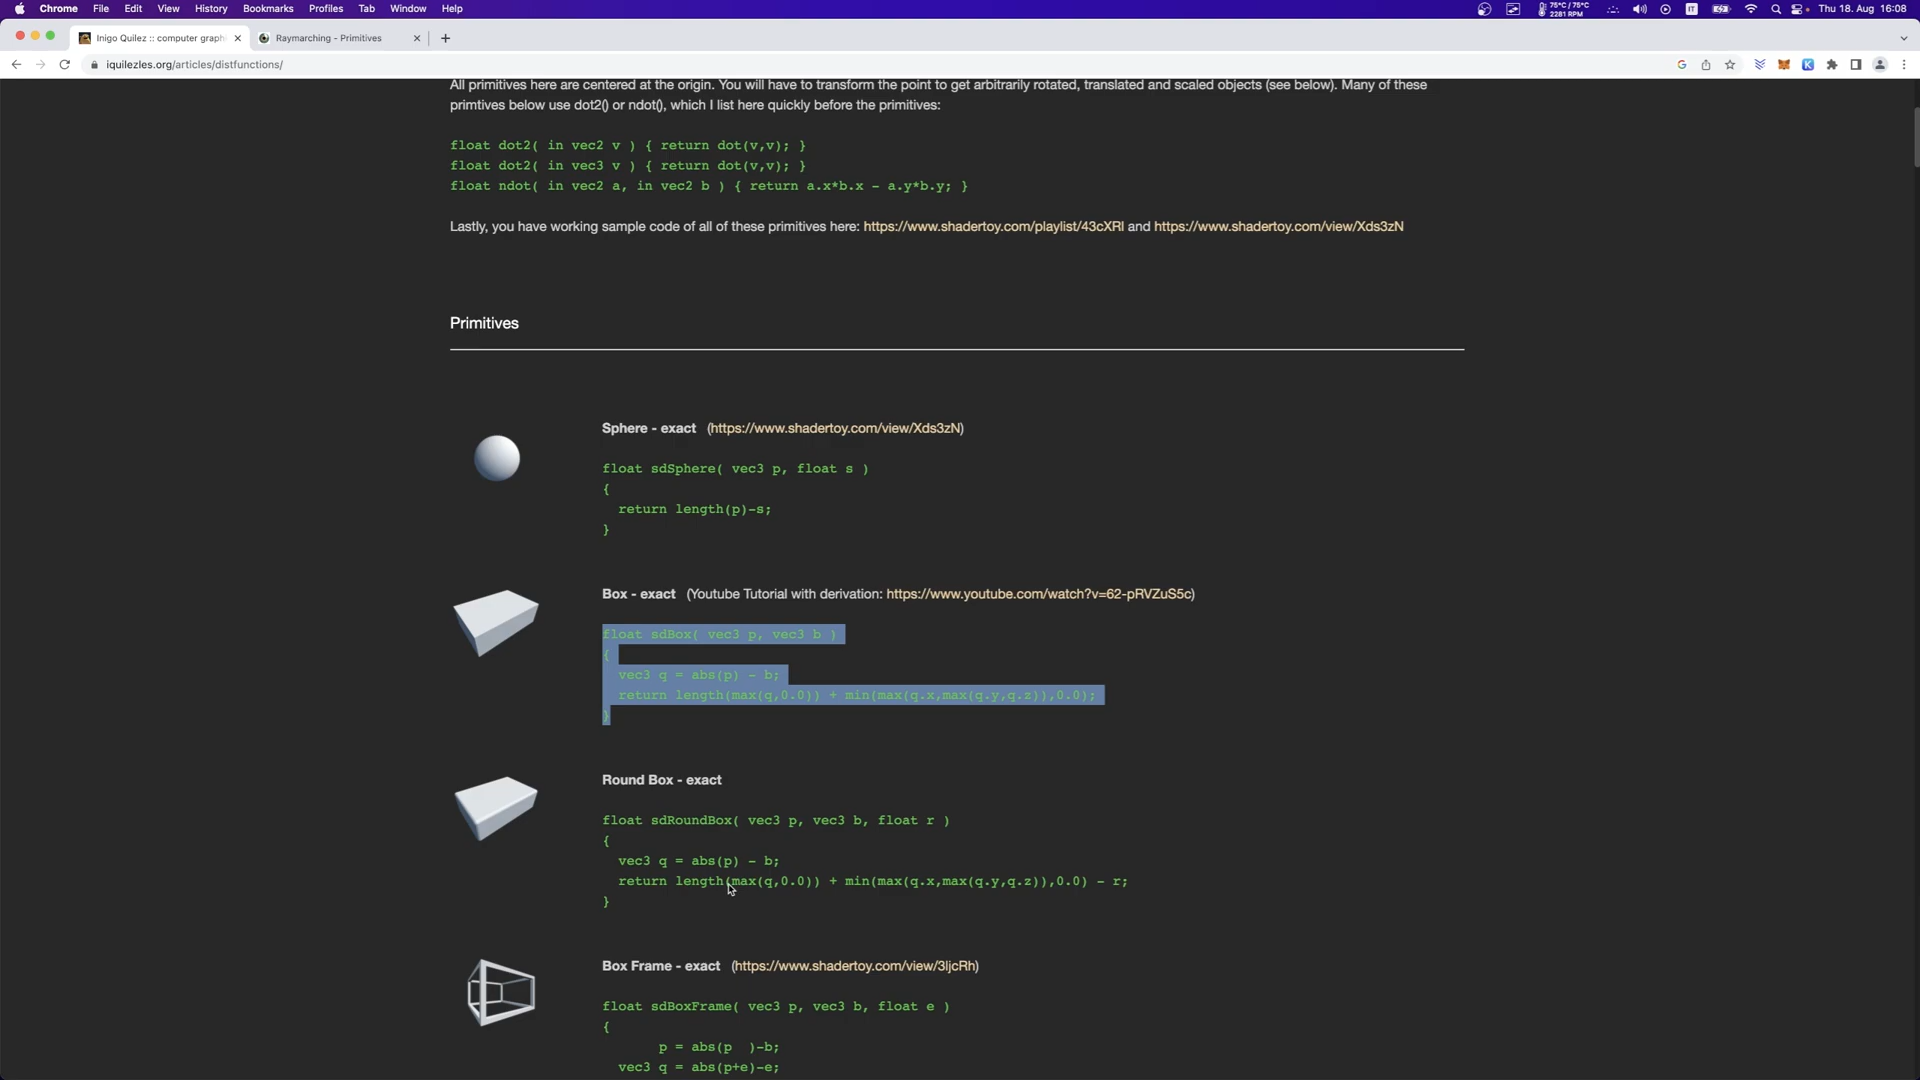 Chrome File Edit View History Bookmarks Profiles Tab Window Help
75°C / 75°C
2281 RPM
IT
Thu 18. Aug 16:08
Inigo Quilez :: computer graph
Raymarching - Primitives
iquilezles.org/articles/distfunctions/
All primitives here are centered at the origin. You will have to transform the point to get arbitrarily rotated, translated and scaled objects (see below). Many of these
primtives below use dot2() or ndot(), which I list here quickly before the primitives:
float dot2( in vec2 v ) { return dot(v,v); }
float dot2( in vec3 v ) { return dot(v,v); }
float ndot( in vec2 a, in vec2 b ) { return a.x*b.x - a.y*b.y; }
Lastly, you have working sample code of all of these primitives here: https://www.shadertoy.com/playlist/43cXRl and https://www.shadertoy.com/view/Xds3zN
Primitives
Sphere - exact (https://www.shadertoy.com/view/Xds3zN)
float sdSphere( vec3 p, float s )
{
return length(p)-s;
}
Box - exact (Youtube Tutorial with derivation: https://www.youtube.com/watch?v=62-pRVZuS5c)
float sdBox( vec3 p, vec3 b )
{
vec3 q = abs(p) - b;
return length(max(q,0.0)) + min(max(q.x,max(q.y,q.z)),0.0);
}
Round Box - exact
float sdRoundBox( vec3 p, vec3 b, float r )
{
vec3 q = abs(p) - b;
return length(max(q,0.0)) + min(max(q.x,max(q.y,q.z)),0.0) - r;
}
Box Frame - exact (https://www.shadertoy.com/view/3ljcRh)
float sdBoxFrame( vec3 p, vec3 b, float e )
{
p = abs(p )-b;
vec3 q = abs(p+e)-e;